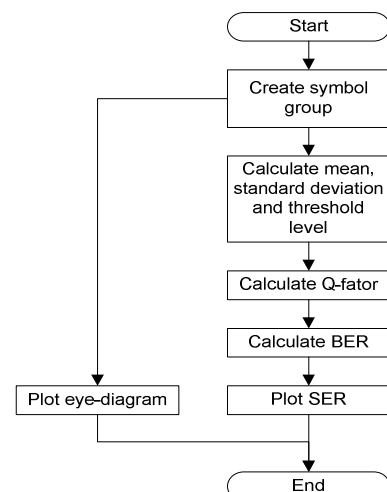 Start
Create symbol
group
Calculate mean,
standard deviation
and threshold
level
Calculate Q-fator
Calculate BER
Plot eye-diagram
Plot SER
End